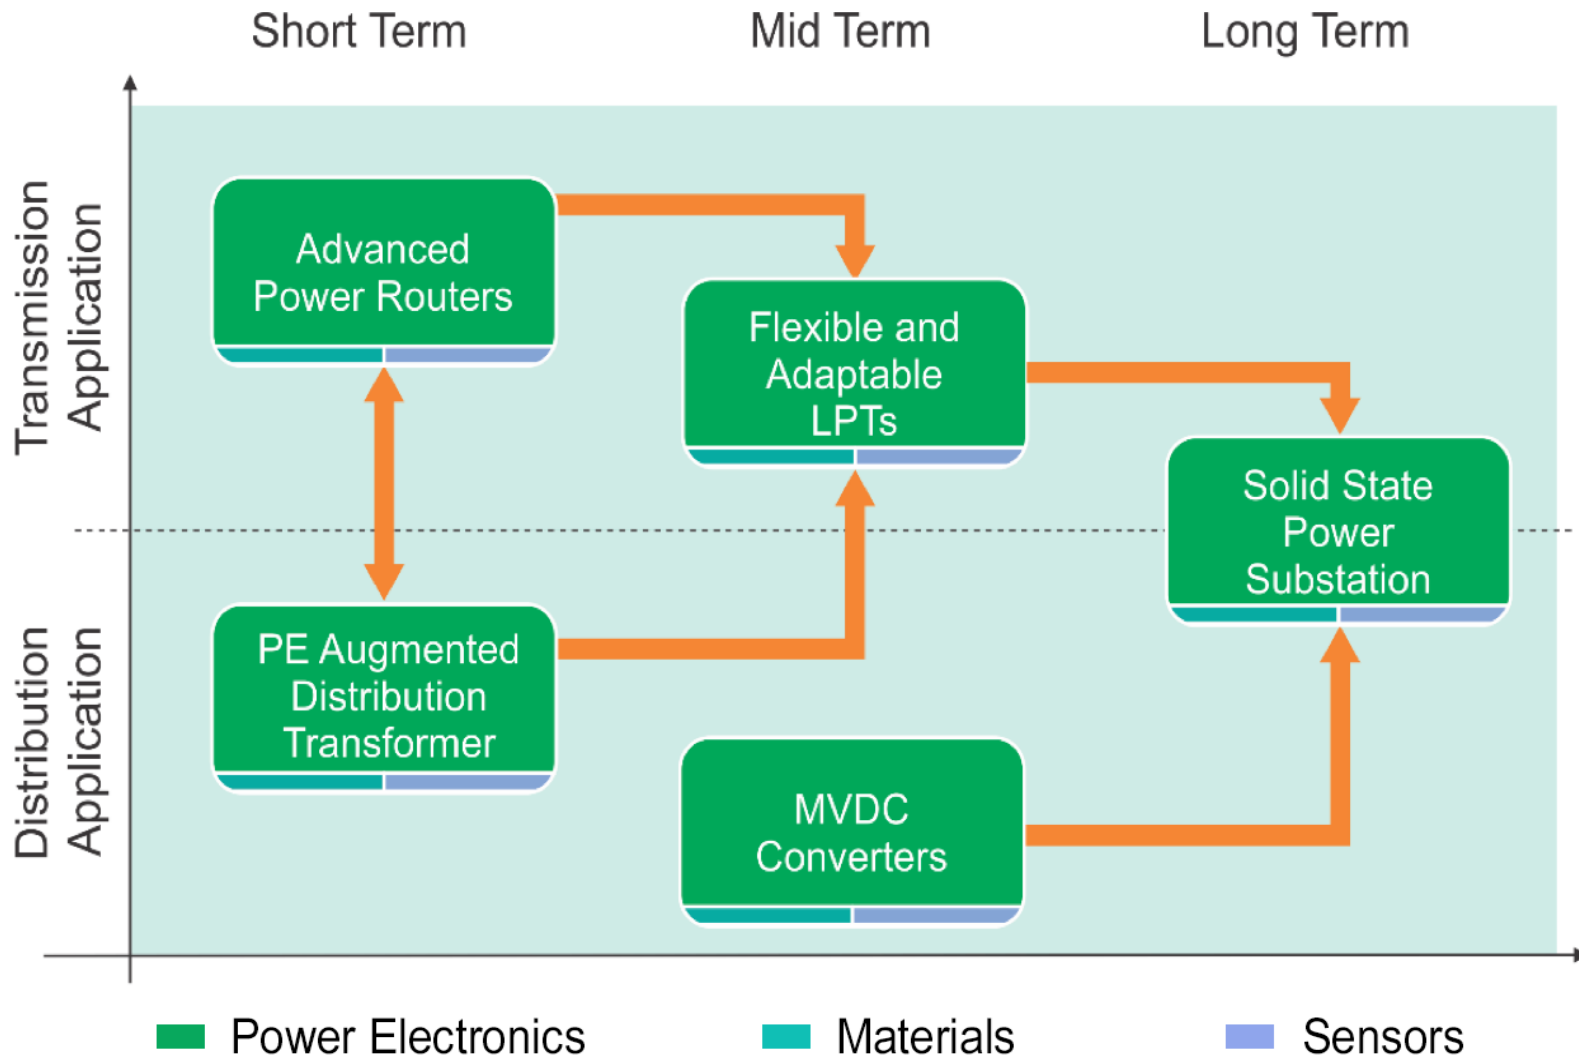 Short Term
Mid Term
Long Term
Transmission
Application
Advanced
Power Routers
Flexible and
Adaptable
LPTs
Solid State
Power
Substation
Distribution
Application
PE Augmented
Distribution
Transformer
MVDC
Converters
Power Electronics
Materials
Sensors